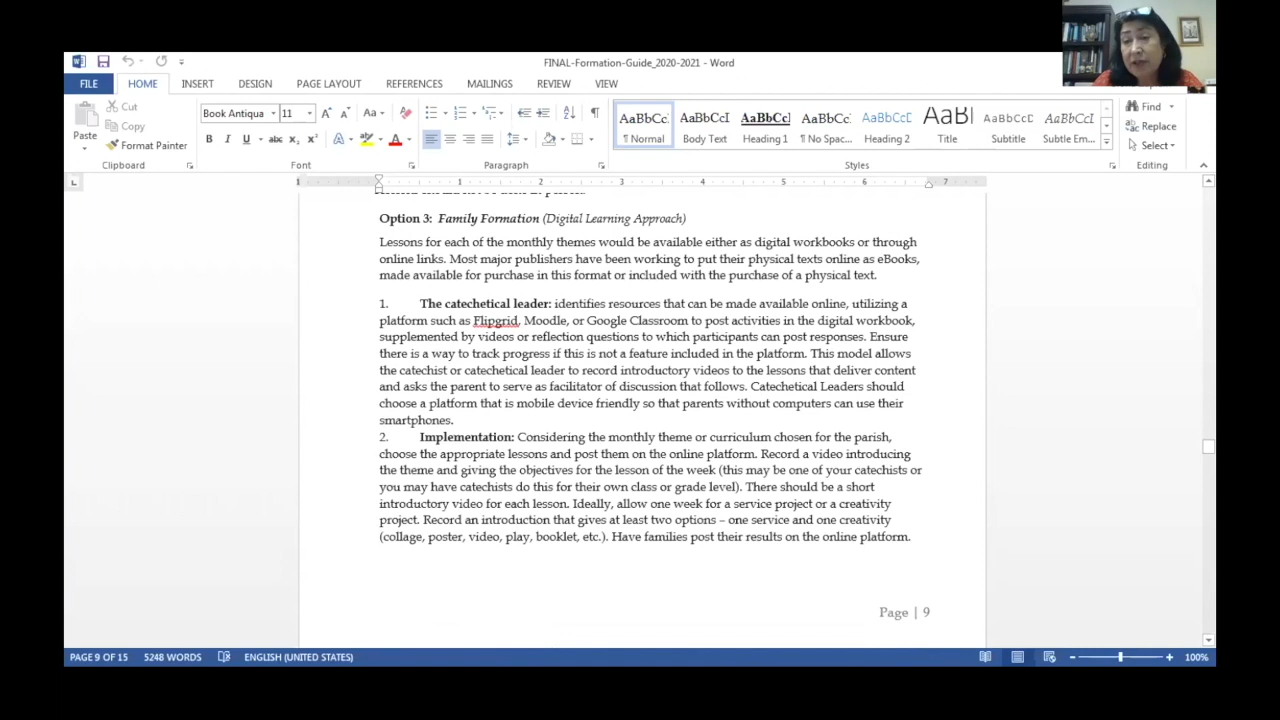 FINAL-Formation-Guide_2020-2021 - Word
FILE HOME INSERT DESIGN PAGE LAYOUT REFERENCES MAILINGS REVIEW VIEW
Paste
Cut
Copy
Format Painter
Clipboard
Book Antiqua 11
Font
Paragraph
AaBbCc AaBbCcI AaBbCc AaBbCc AaBbCcD AaBl AaBbCcD AaBbCcD
¶ Normal Body Text Heading 1 ¶ No Spac... Heading 2 Title Subtitle Subtle Em...
Styles
Find
Replace
Select
Editing
1 1 2 3 4 5 6 7
Option 3: Family Formation (Digital Learning Approach)
Lessons for each of the monthly themes would be available either as digital workbooks or through
online links. Most major publishers have been working to put their physical texts online as eBooks,
made available for purchase in this format or included with the purchase of a physical text.
1. The catechetical leader: identifies resources that can be made available online, utilizing a
platform such as Flipgrid, Moodle, or Google Classroom to post activities in the digital workbook,
supplemented by videos or reflection questions to which participants can post responses. Ensure
there is a way to track progress if this is not a feature included in the platform. This model allows
the catechist or catechetical leader to record introductory videos to the lessons that deliver content
and asks the parent to serve as facilitator of discussion that follows. Catechetical Leaders should
choose a platform that is mobile device friendly so that parents without computers can use their
smartphones.
2. Implementation: Considering the monthly theme or curriculum chosen for the parish,
choose the appropriate lessons and post them on the online platform. Record a video introducing
the theme and giving the objectives for the lesson of the week (this may be one of your catechists or
you may have catechists do this for their own class or grade level). There should be a short
introductory video for each lesson. Ideally, allow one week for a service project or a creativity
project. Record an introduction that gives at least two options – one service and one creativity
(collage, poster, video, play, booklet, etc.). Have families post their results on the online platform.
Page | 9
PAGE 9 OF 15 5248 WORDS ENGLISH (UNITED STATES) 100%